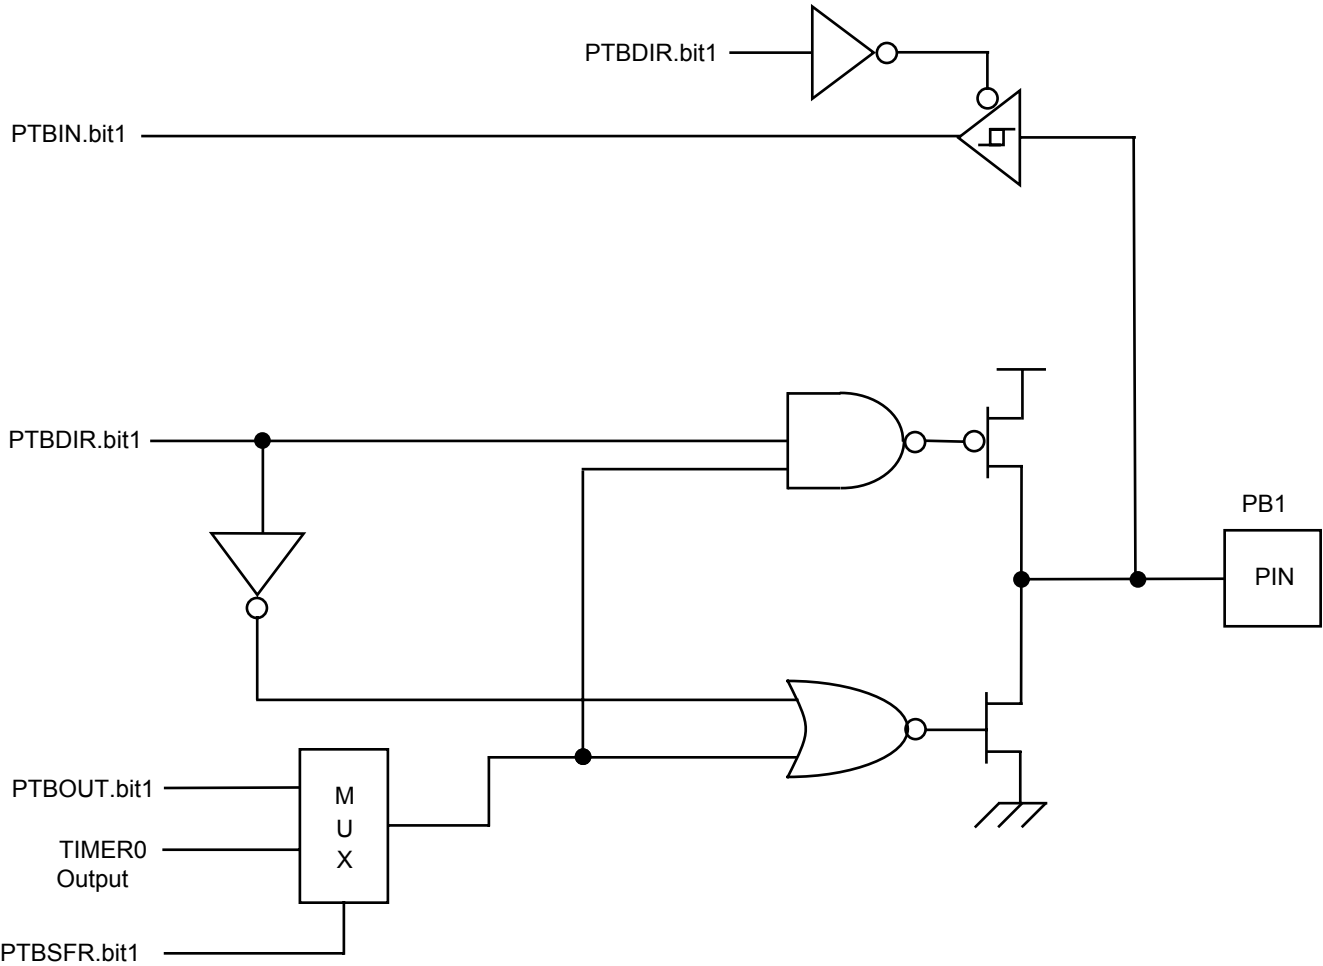 PTBDIR.bit1
PTBIN.bit1
PTBDIR.bit1
PB1
PIN
PTBOUT.bit1
M
U
X
TIMER0
Output
PTBSFR.bit1